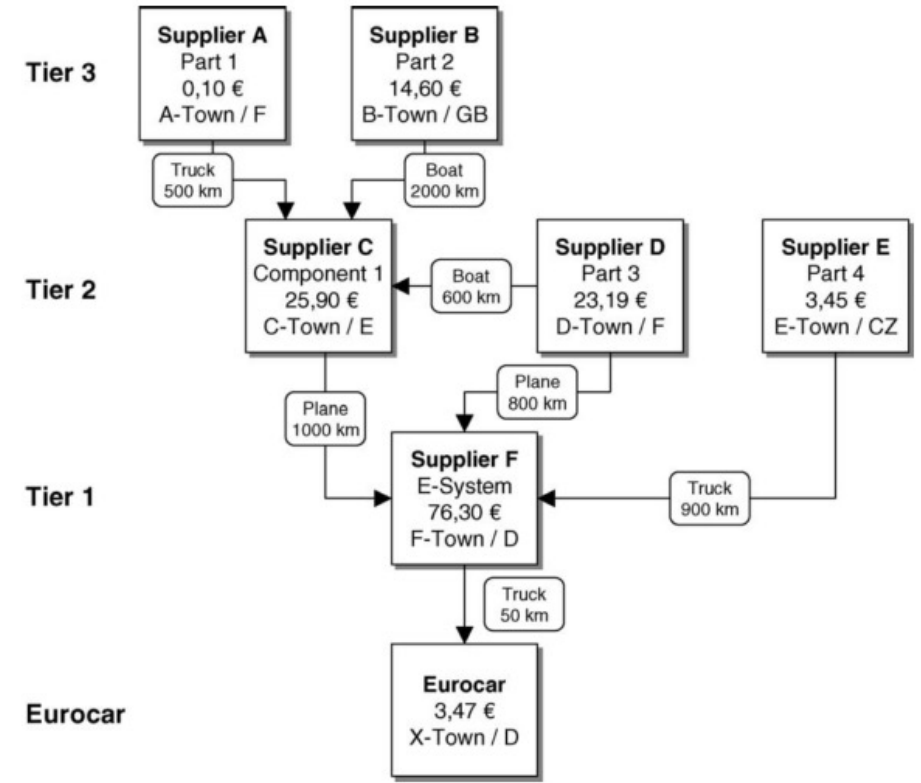 Tier 3
Supplier A
Part 1
0,10 €
A-Town / F
Supplier B
Part 2
14,60 €
B-Town / GB
Truck
500 km
Boat
2000 km
Tier 2
Supplier C
Component 1
25,90 €
C-Town / E
Boat
600 km
Supplier D
Part 3
23,19 €
D-Town / F
Supplier E
Part 4
3,45 €
E-Town / CZ
Plane
1000 km
Plane
800 km
Tier 1
Supplier F
E-System
76,30 €
F-Town / D
Truck
900 km
Truck
50 km
Eurocar
Eurocar
3,47 €
X-Town / D